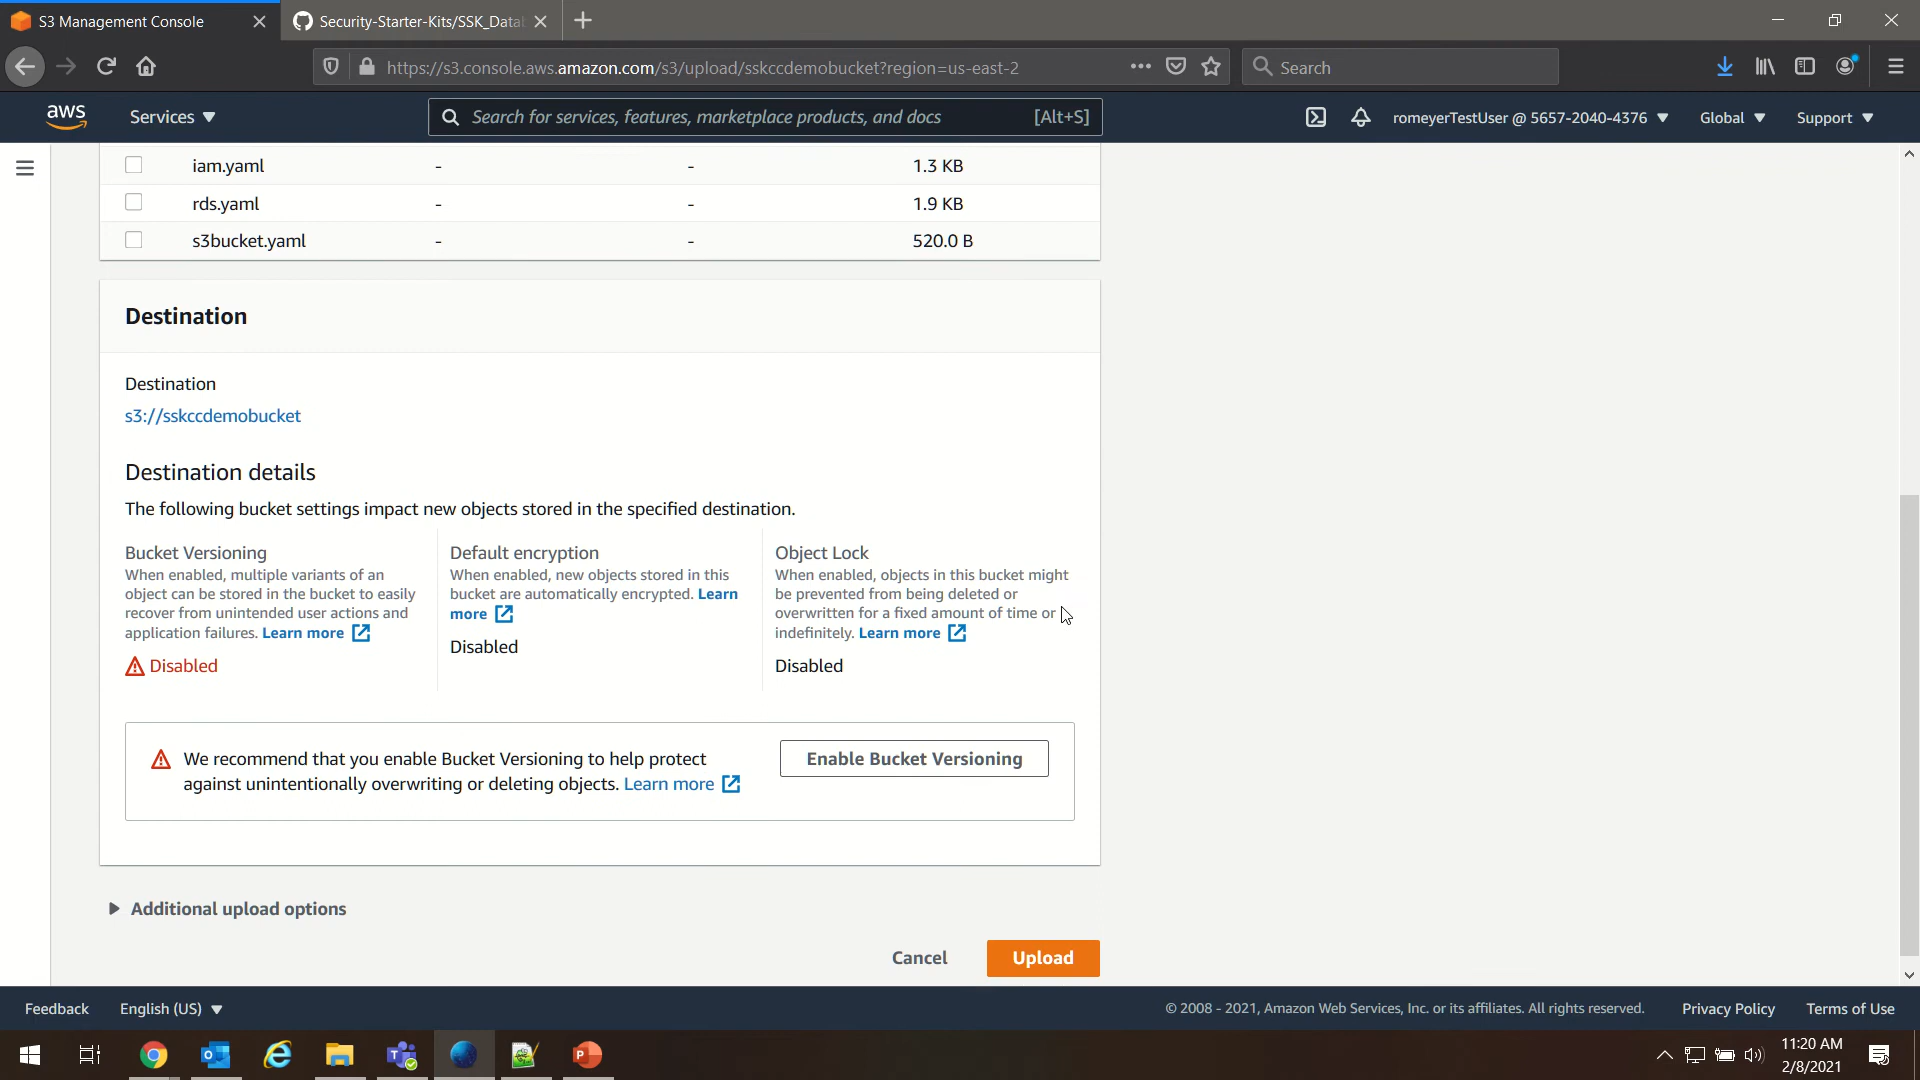 S3 Management Console
Security-Starter-Kits/SSK_Datab
https://s3.console.aws.amazon.com/s3/upload/sskccdemobucket?region=us-east-2
Search
aws
Services
Search for services, features, marketplace products, and docs [Alt+S]
romeyerTestUser @ 5657-2040-4376
Global
Support
iam.yaml - - 1.3 KB
rds.yaml - - 1.9 KB
s3bucket.yaml - - 520.0 B
Destination
Destination
s3://sskccdemobucket
Destination details
The following bucket settings impact new objects stored in the specified destination.
Bucket Versioning
When enabled, multiple variants of an
object can be stored in the bucket to easily
recover from unintended user actions and
application failures. Learn more
Disabled
Default encryption
When enabled, new objects stored in this
bucket are automatically encrypted. Learn
more
Disabled
Object Lock
When enabled, objects in this bucket might
be prevented from being deleted or
overwritten for a fixed amount of time or
indefinitely. Learn more
Disabled
We recommend that you enable Bucket Versioning to help protect
against unintentionally overwriting or deleting objects. Learn more
Enable Bucket Versioning
Additional upload options
Cancel
Upload
Feedback
English (US)
© 2008 - 2021, Amazon Web Services, Inc. or its affiliates. All rights reserved.
Privacy Policy
Terms of Use
11:20 AM
2/8/2021